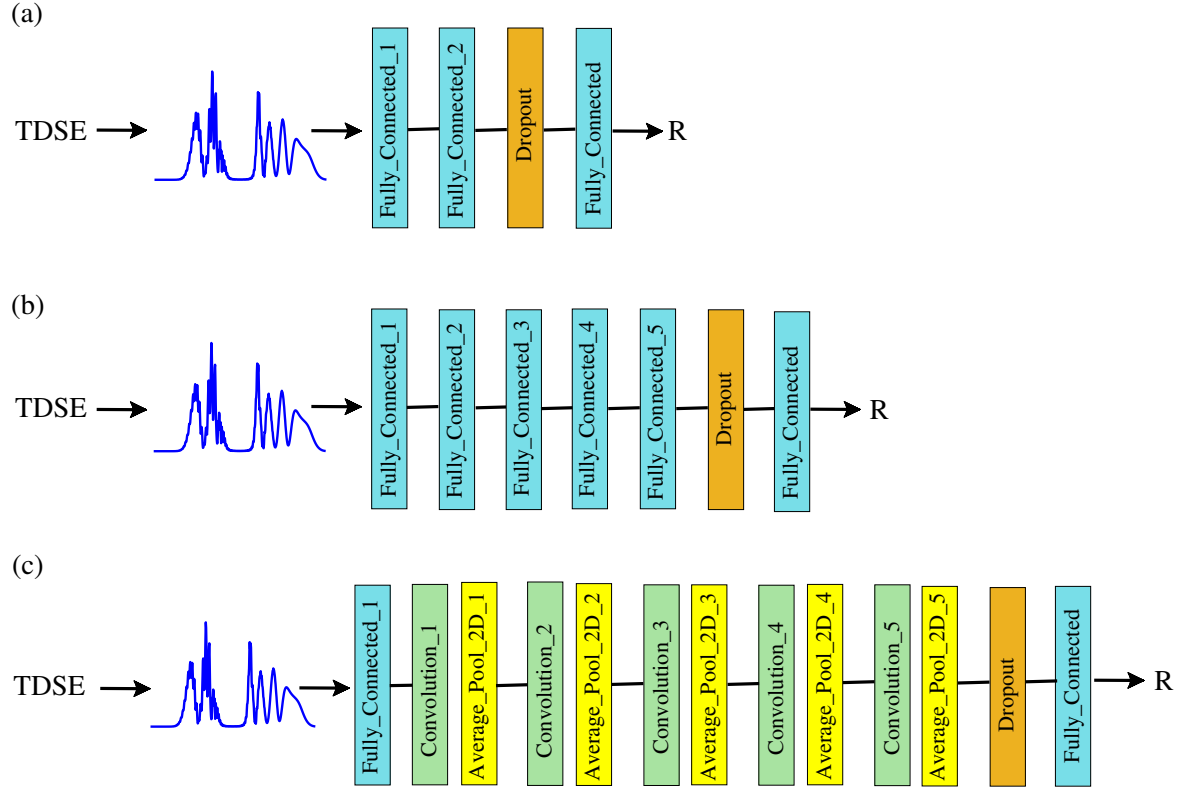 (a)
TDSE
Fully_Connected_1
Fully_Connected_2
Dropout
Fully_Connected
R
(b)
TDSE
Fully_Connected_1
Fully_Connected_2
Fully_Connected_3
Fully_Connected_4
Fully_Connected_5
Dropout
Fully_Connected
R
(c)
TDSE
Fully_Connected_1
Convolution_1
Average_Pool_2D_1
Convolution_2
Average_Pool_2D_2
Convolution_3
Average_Pool_2D_3
Convolution_4
Average_Pool_2D_4
Convolution_5
Average_Pool_2D_5
Dropout
Fully_Connected
R